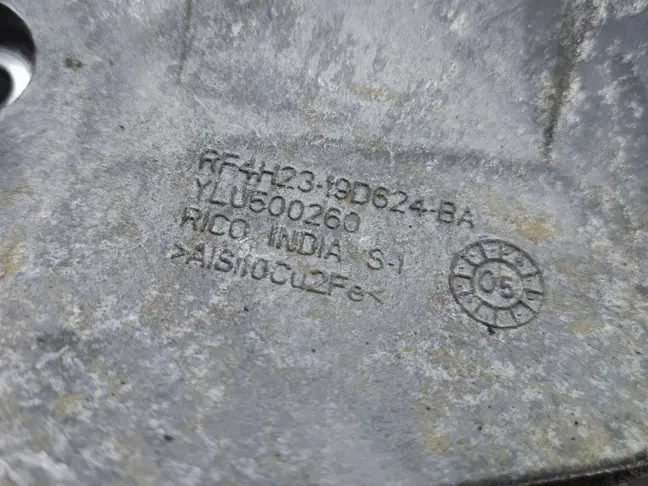 RF4H23-19D624-BA
YLU500260
RICO INDIA S-1
>AlSi10Cu2Fe<
05